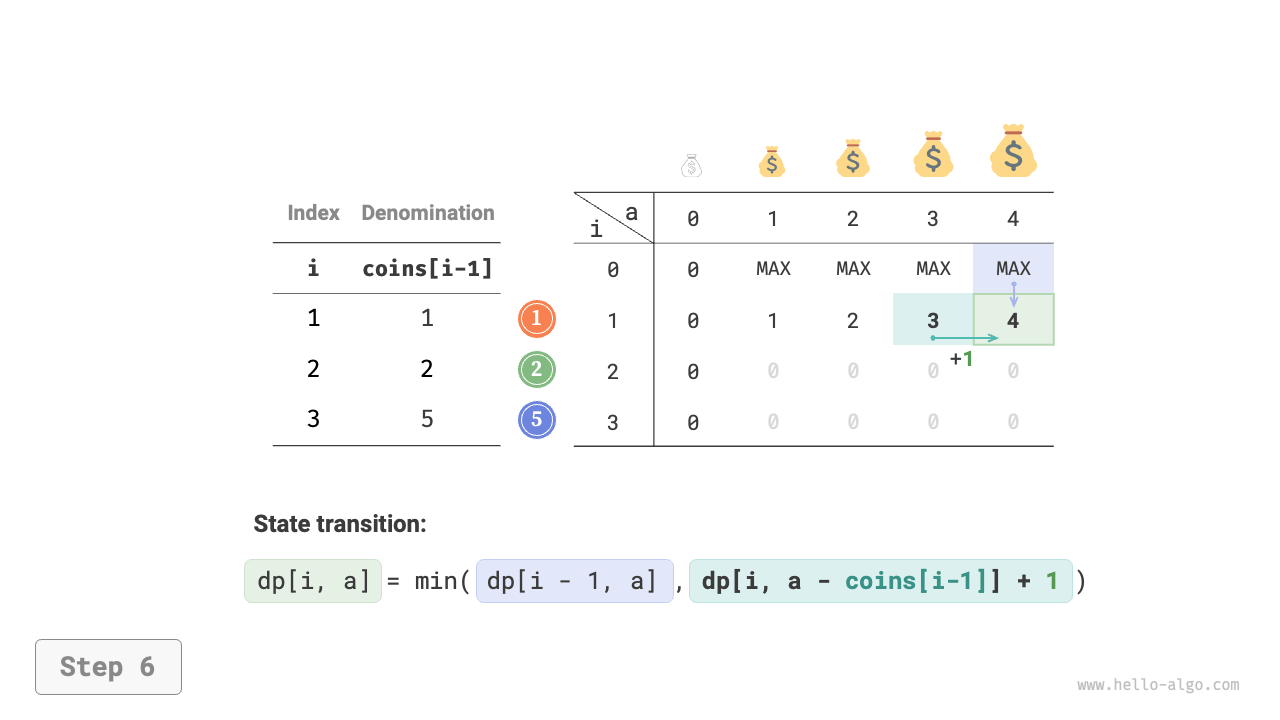 Index Denomination
i coins[i-1]
1 1
2 2
3 5
1
2
5
$ $ $ $ $
i a 0 1 2 3 4
0 0 MAX MAX MAX MAX
1 0 1 2 3 4
+1
2 0 0 0 0 0
3 0 0 0 0 0
State transition:
dp[i, a] = min( dp[i - 1, a] , dp[i, a - coins[i-1]] + 1 )
Step 6
www.hello-algo.com